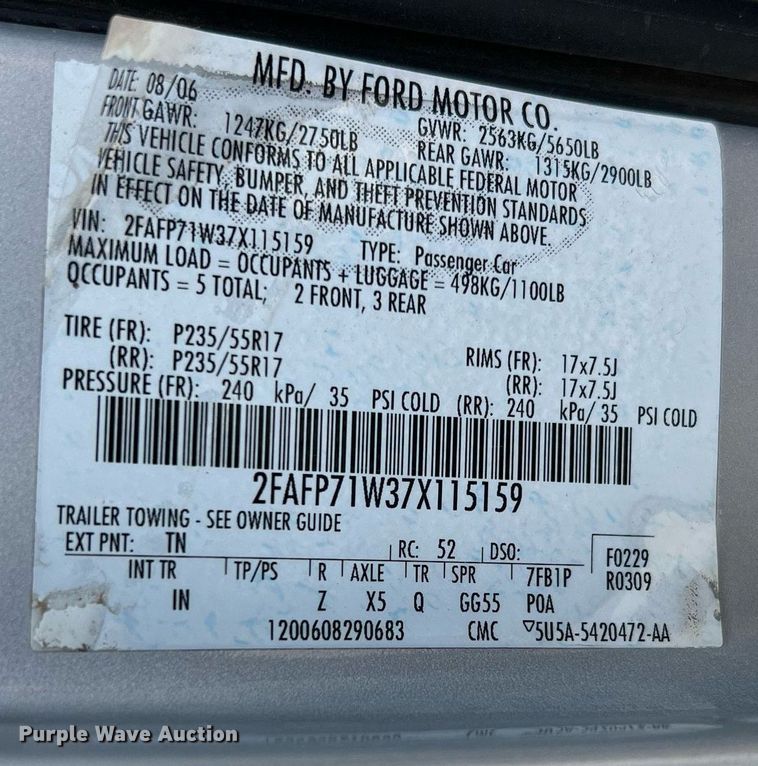 MFD. BY FORD MOTOR CO.
DATE: 08/06
GVWR: 2563KG/5650LB
FRONT GAWR: 1247KG/2750LB
REAR GAWR: 1315KG/2900LB
THIS VEHICLE CONFORMS TO ALL APPLICABLE FEDERAL MOTOR
VEHICLE SAFETY, BUMPER, AND THEFT PREVENTION STANDARDS
IN EFFECT ON THE DATE OF MANUFACTURE SHOWN ABOVE.
VIN: 2FAFP71W37X115159 TYPE: Passenger Car
MAXIMUM LOAD = OCCUPANTS + LUGGAGE = 498KG/1100LB
OCCUPANTS = 5 TOTAL; 2 FRONT, 3 REAR
TIRE (FR): P235/55R17 RIMS (FR): 17x7.5J
(RR): P235/55R17 (RR): 17x7.5J
PRESSURE (FR): 240 kPa/ 35 PSI COLD (RR): 240 kPa/ 35 PSI COLD
2FAFP71W37X115159
TRAILER TOWING - SEE OWNER GUIDE
EXT PNT: TN RC: 52 DSO: F0229
INT TR TP/PS R AXLE TR SPR 7FB1P R0309
IN Z X5 Q GG55 POA
1200608290683 CMC ▽5U5A-5420472-AA
Purple Wave Auction